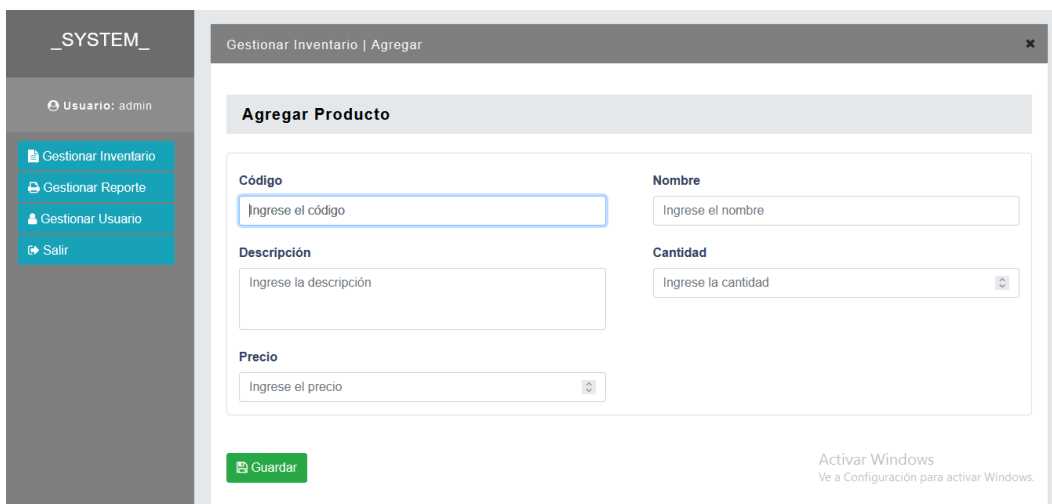 _SYSTEM_
Usuario: admin
Gestionar Inventario
Gestionar Reporte
Gestionar Usuario
Salir
Gestionar Inventario | Agregar
Agregar Producto
Código
Ingrese el código
Nombre
Ingrese el nombre
Descripción
Ingrese la descripción
Cantidad
Ingrese la cantidad
Precio
Ingrese el precio
Guardar
Activar Windows
Ve a Configuración para activar Windows.